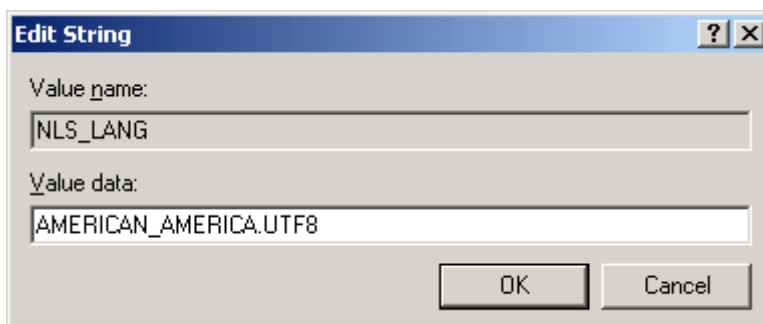 Edit String
Value name:
NLS_LANG
Value data:
AMERICAN_AMERICA.UTF8
OK Cancel